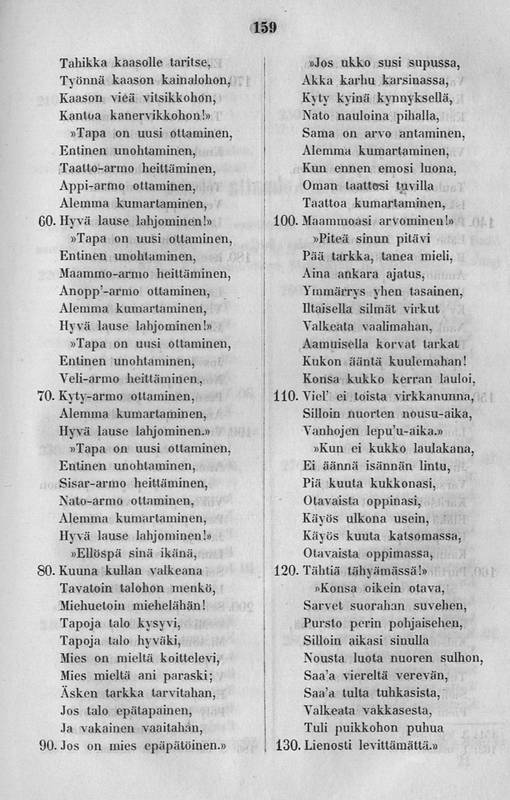 159
Tahikka kaasolle taritse,
Työnnä kaason kainalohon,
Kaason vieä vitsikkohon,
Kantoa kanervikkohon!»
»Tapa on uusi ottaminen,
Entinen unohtaminen,
Taatto-armo heittäminen,
Appi-armo ottaminen,
Alemma kumartaminen,
60. Hyvä lause lahjominen!»
»Tapa on uusi ottaminen,
Entinen unohtaminen,
Maammo-armo heittäminen,
Anopp'-armo ottaminen,
Alemma kumartaminen,
Hyvä lause lahjominen!»
»Tapa on uusi ottaminen,
Entinen unohtaminen,
Veli-armo heittäminen,
70. Kyty-armo ottaminen,
Alemma kumartaminen,
Hyvä lause lahjominen.»
»Tapa on uusi ottaminen,
Entinen unohtaminen,
Sisar-armo heittäminen,
Nato-armo ottaminen,
Alemma kumartaminen,
Hyvä lause lahjominen!»
»Ellöspä sinä ikänä,
80. Kuuna kullan valkeana
Tavatoin talohon menkö,
Miehuetoin miehelähän!
Tapoja talo kysyvi,
Tapoja talo hyväki,
Mies on mieltä koittelevi,
Mies mieltä ani paraski;
Äsken tarkka tarvitahan,
Jos talo epätapainen,
Ja vakainen vaaitahan,
90. Jos on mies epäpätöinen.»
»Jos ukko susi supussa,
Akka karhu karsinassa,
Kyty kyinä kynnyksellä,
Nato nauloina pihalla,
Sama on arvo antaminen,
Alemma kumartaminen,
Kun ennen emosi luona,
Oman taattosi tuvilla
Taattoa kumartaminen,
100. Maammoasi arvominen!»
»Piteä sinun pitävi
Pää tarkka, tanea mieli,
Aina ankara ajatus,
Ymmärrys yhen tasainen,
Iltaisella silmät virkut
Valkeata vaalimahan,
Aamuisella korvat tarkat
Kukon ääntä kuulemahan!
Konsa kukko kerran lauloi,
110. Viel' ei toista virkkanunna,
Silloin nuorten nousu-aika,
Vanhojen lepu'u-aika.»
»Kun ei kukko laulakana,
Ei äännä isännän lintu,
Piä kuuta kukkonasi,
Otavaista oppinasi,
Käyös ulkona usein,
Käyös kuuta katsomassa,
Otavaista oppimassa,
120. Tähtiä tähyämässä!»
»Konsa oikein otava,
Sarvet suorahan suvehen,
Pursto perin pohjaisehen,
Silloin aikasi sinulla
Nousta luota nuoren sulhon,
Saa'a viereltä verevän,
Saa'a tulta tuhkasista,
Valkeata vakkasesta,
Tuli puikkohon puhua
130. Lienosti levittämättä.»